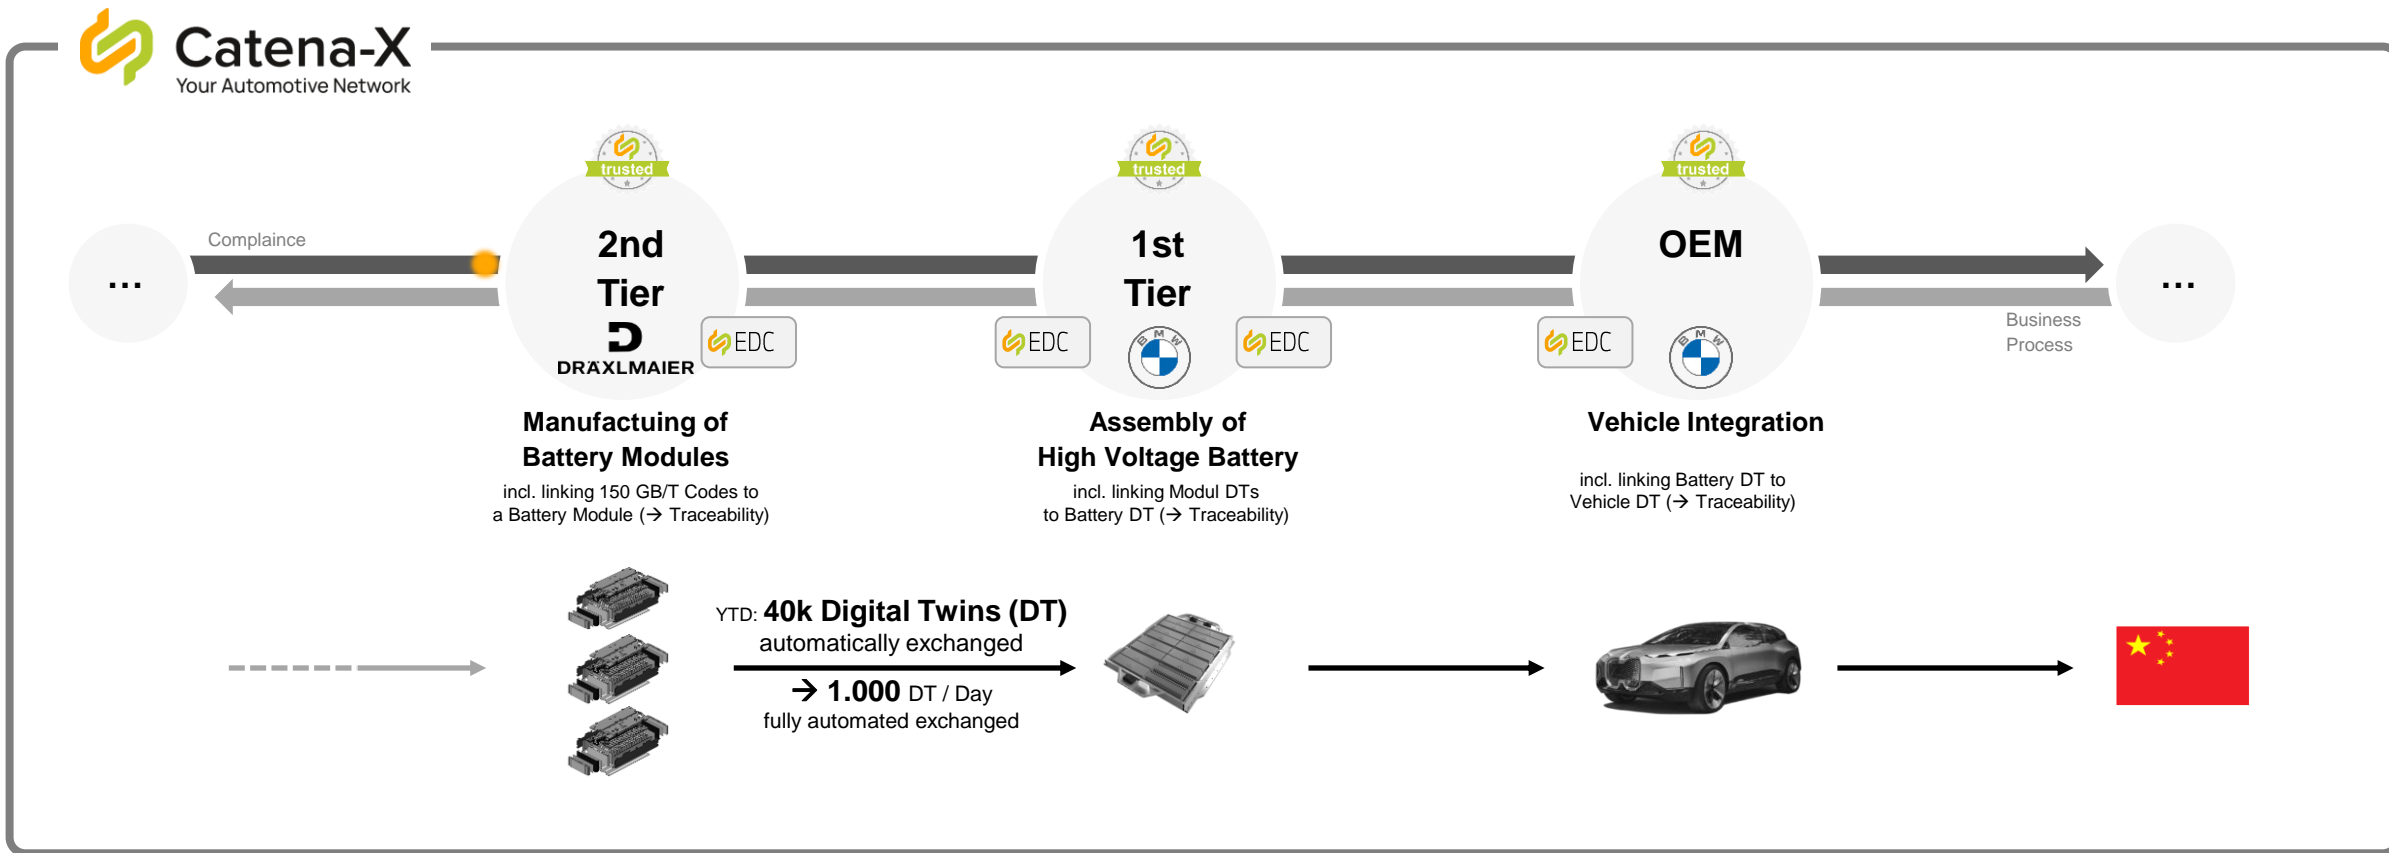 Catena-X
Your Automotive Network
trusted
trusted
trusted
Complaince
...
2nd
Tier
DRÄXLMAIER
EDC
EDC
1st
Tier
BMW
EDC
EDC
OEM
BMW
...
Business
Process
Manufactuing of
Battery Modules
incl. linking 150 GB/T Codes to
a Battery Module (→ Traceability)
Assembly of
High Voltage Battery
incl. linking Modul DTs
to Battery DT (→ Traceability)
Vehicle Integration
incl. linking Battery DT to
Vehicle DT (→ Traceability)
YTD: 40k Digital Twins (DT)
automatically exchanged
→ 1.000 DT / Day
fully automated exchanged